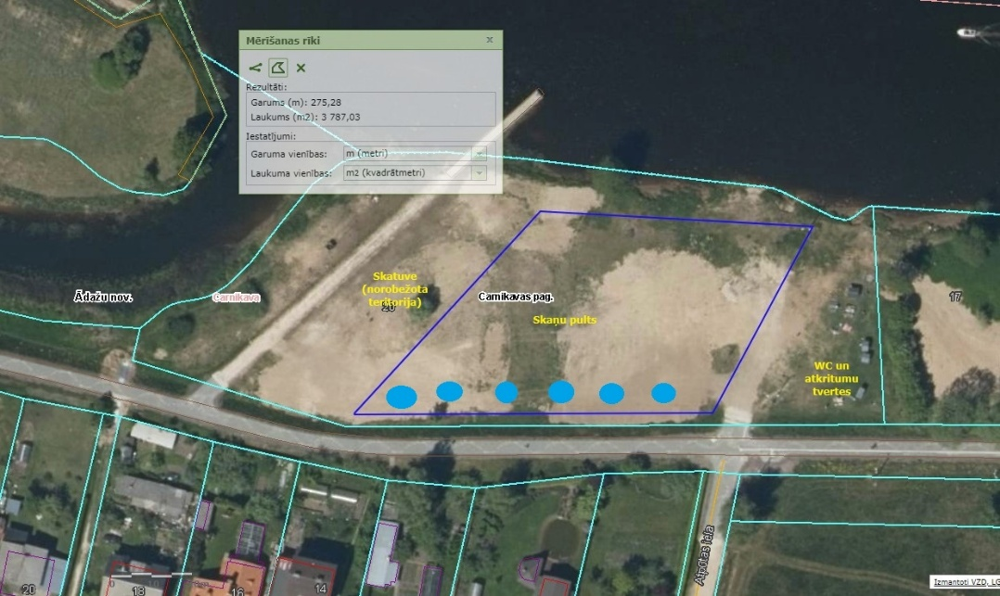 Mērīšanas rīki
Rezultāti:
Garums (m): 275,28
Laukums (m2): 3 787,03
Iestatījumi:
Garuma vienības: m (metri)
Laukuma vienības: m2 (kvadrātmetri)
Ādažu nov.
Carnikava
Skatuve
(norobežota
teritorija)
20
Carnikavas pag.
Skaņu pults
17
WC un
atkritumu
tvertes
Atpūtas iela
20
18
16
14
Izmantoti VZD, LG